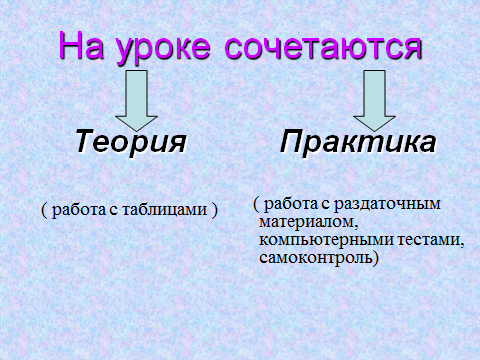 На уроке сочетаются
Теория
Практика
( работа с таблицами )
( работа с раздаточным
материалом,
компьютерными тестами,
самоконтроль)